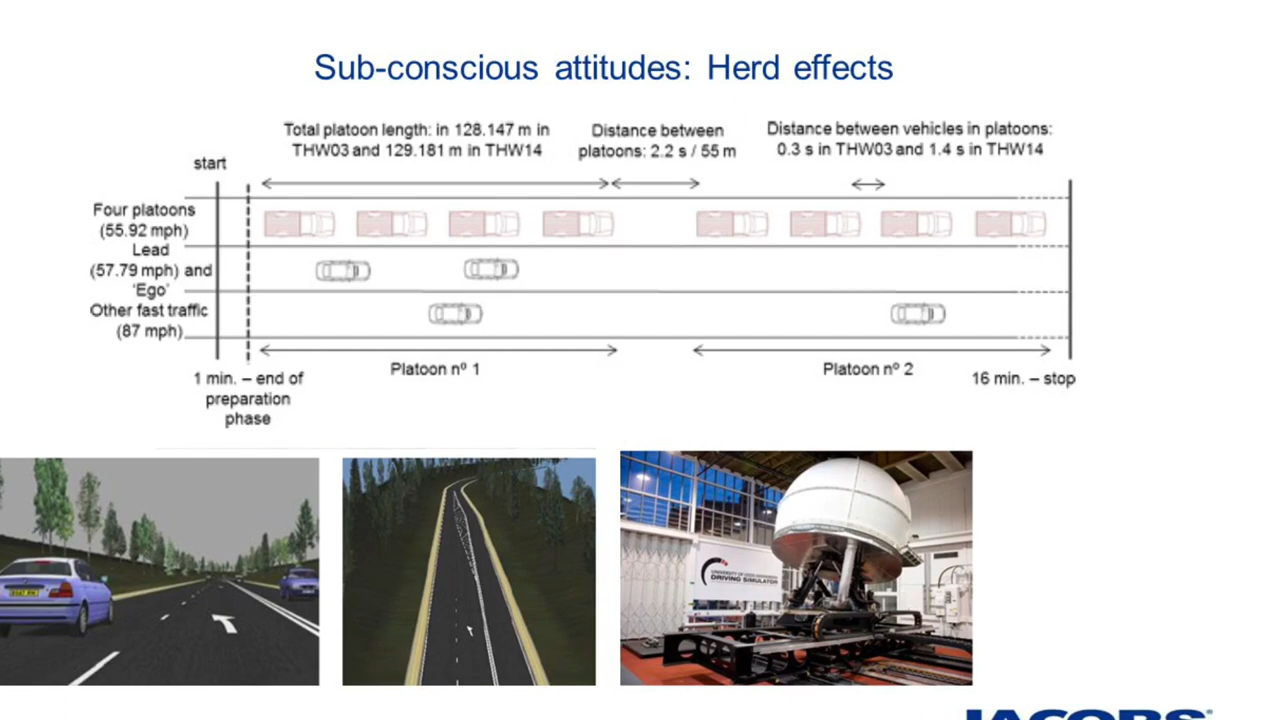 Sub-conscious attitudes: Herd effects
Total platoon length: in 128.147 m in
THW03 and 129.181 m in THW14
Distance between
platoons: 2.2 s / 55 m
Distance between vehicles in platoons:
0.3 s in THW03 and 1.4 s in THW14
start
Four platoons
(55.92 mph)
Lead
(57.79 mph) and
'Ego'
Other fast traffic
(87 mph)
Platoon nº 1
Platoon nº 2
1 min. – end of
preparation
phase
16 min. – stop
DRIVING SIMULATOR
JACOBS